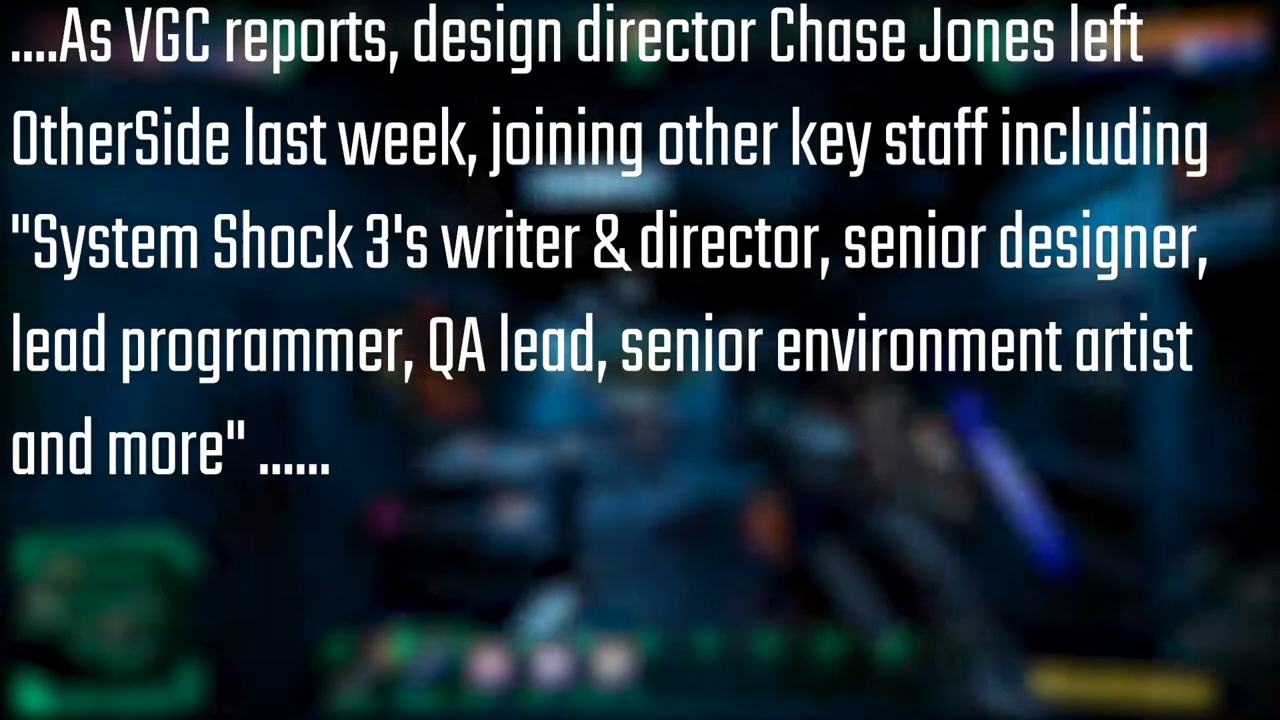 ....As VGC reports, design director Chase Jones left
OtherSide last week, joining other key staff including
"System Shock 3's writer & director, senior designer,
lead programmer, QA lead, senior environment artist
and more" ......